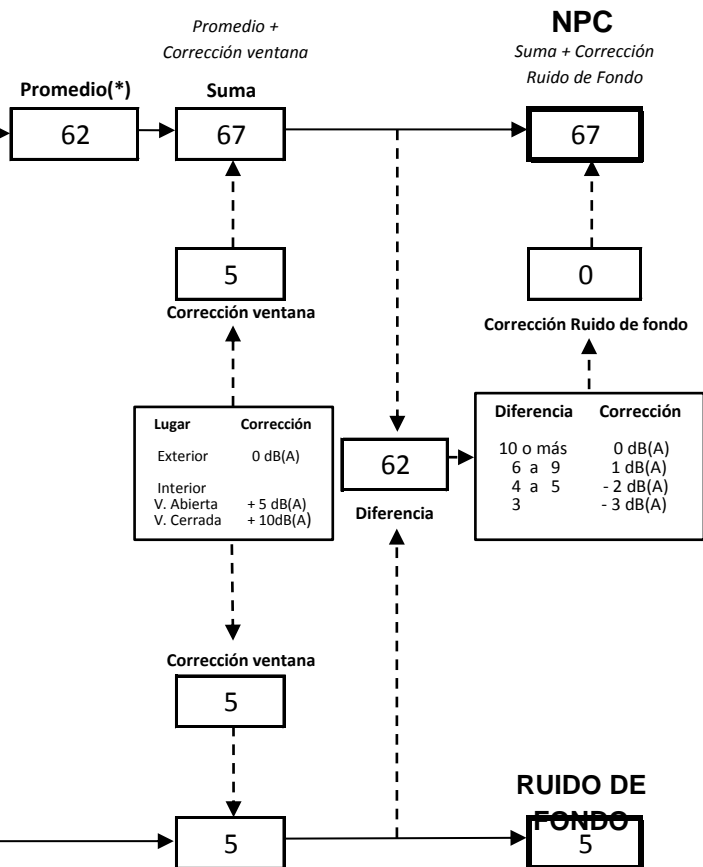 Promedio +
Corrección ventana
NPC
Suma + Corrección
Ruido de Fondo
Promedio(*)
Suma
62
67
67
5
0
Corrección ventana
Corrección Ruido de fondo
Lugar Corrección
Exterior 0 dB(A)
Interior
V. Abierta + 5 dB(A)
V. Cerrada + 10dB(A)
62
Diferencia
Diferencia Corrección
10 o más 0 dB(A)
6 a 9 1 dB(A)
4 a 5 - 2 dB(A)
3 - 3 dB(A)
Corrección ventana
5
RUIDO DE
FONDO
5
5